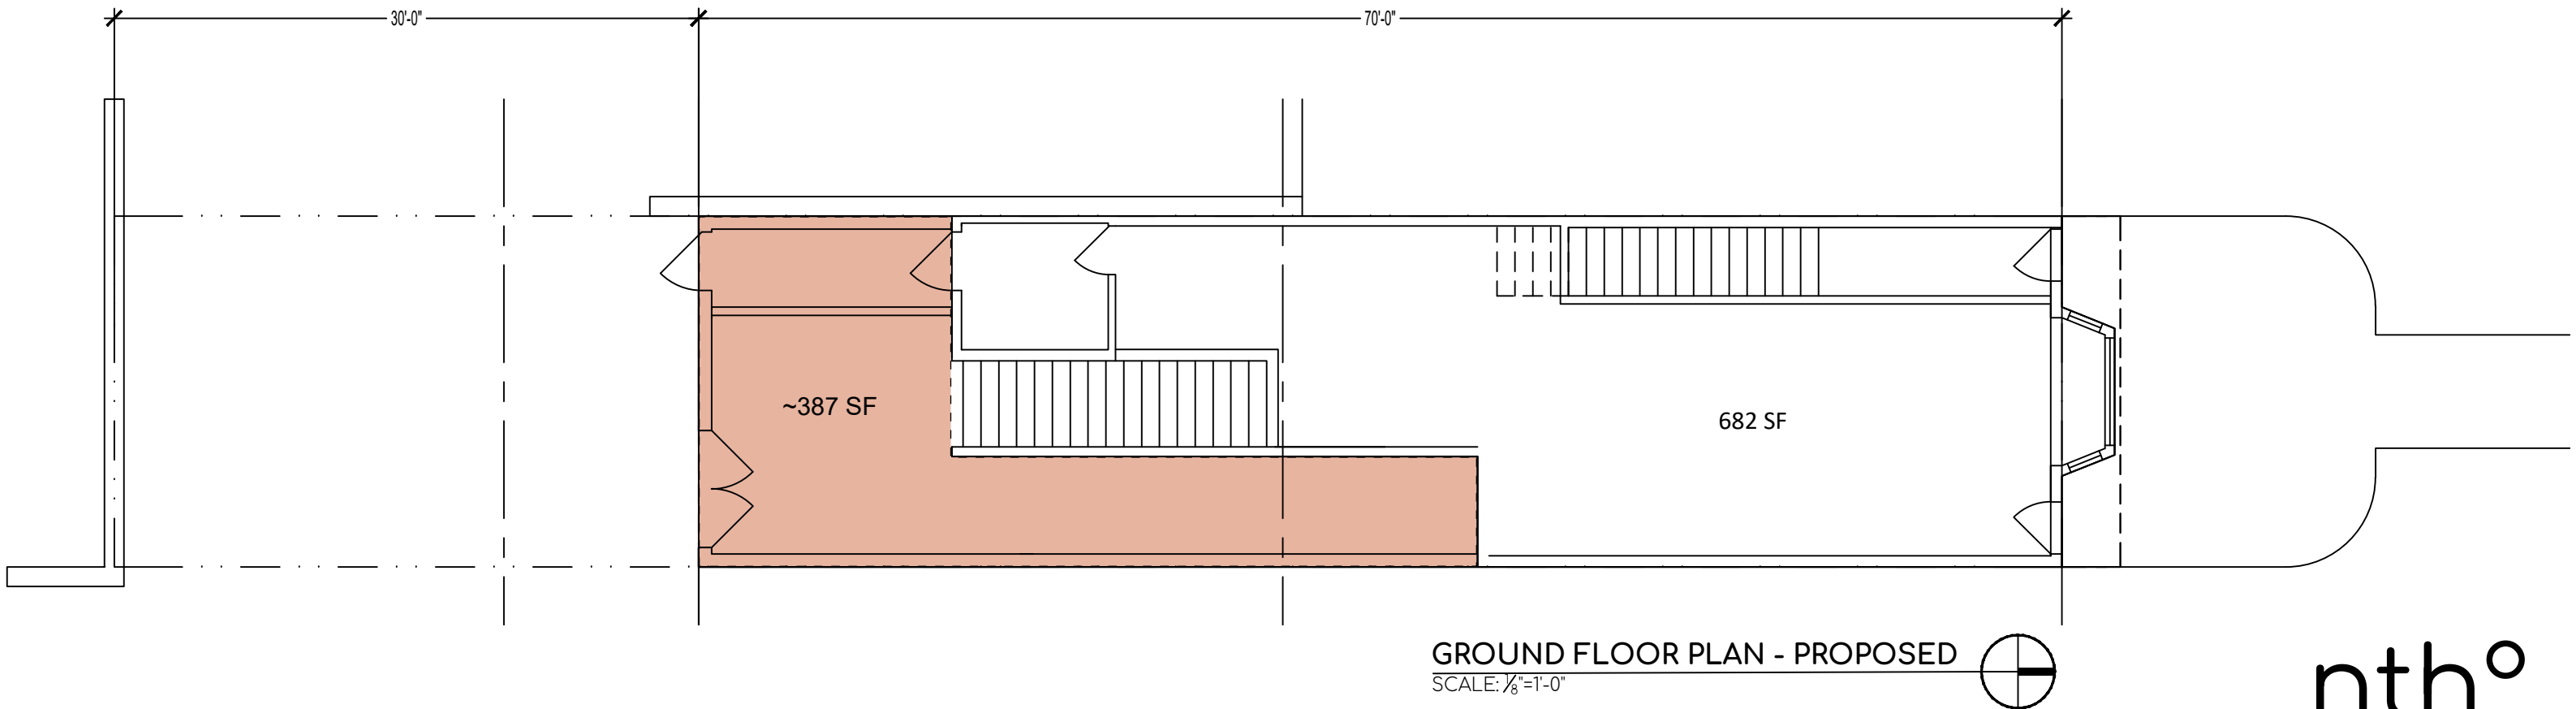 30'-0"
70'-0"
~387 SF
682 SF
GROUND FLOOR PLAN - PROPOSED
SCALE: 1/8"=1'-0"
nth°